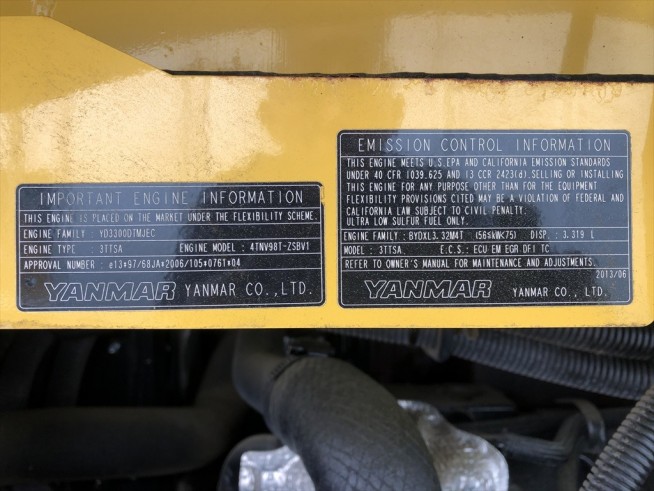 IMPORTANT ENGINE INFORMATION
THIS ENGINE IS PLACED ON THE MARKET UNDER THE FLEXIBILITY SCHEME.
ENGINE FAMILY YD3300DTMJEC
ENGINE TYPE 3TTSA ENGINE MODEL: 4TNV98T-ZSBV1
APPROVAL NUMBER : e13*97/68JA*2006/105*0761*04
YANMAR YANMAR CO.,LTD.
EMISSION CONTROL INFORMATION
THIS ENGINE MEETS U.S.EPA AND CALIFORNIA EMISSION STANDARDS
UNDER 40 CFR 1039.625 AND 13 CCR 2423(d).SELLING OR INSTALLING
THIS ENGINE FOR ANY PURPOSE OTHER THAN FOR THE EQUIPMENT
FLEXIBILITY PROVISIONS CITED MAY BE A VIOLATION OF FEDERAL AND
CALIFORNIA LAW SUBJECT TO CIVIL PENALTY.
ULTRA LOW SULFUR FUEL ONLY.
ENGINE FAMILY: BYDXL3.32M4T (56skWK75) DISP.: 3.319 L
MODEL: 3TTSA E.C.S.: ECU EM EGR DFI TC
REFER TO OWNER'S MANUAL FOR MAINTENANCE AND ADJUSTMENTS.
2013/06
YANMAR YANMAR CO.,LTD.